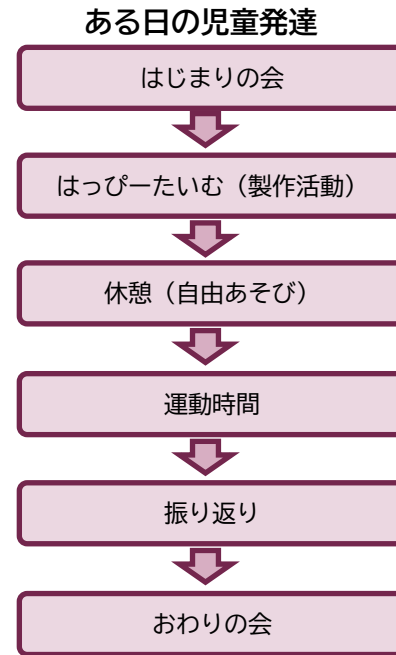 ある日の児童発達
はじまりの会
はっぴーたいむ（製作活動）
休憩（自由あそび）
運動時間
振り返り
おわりの会